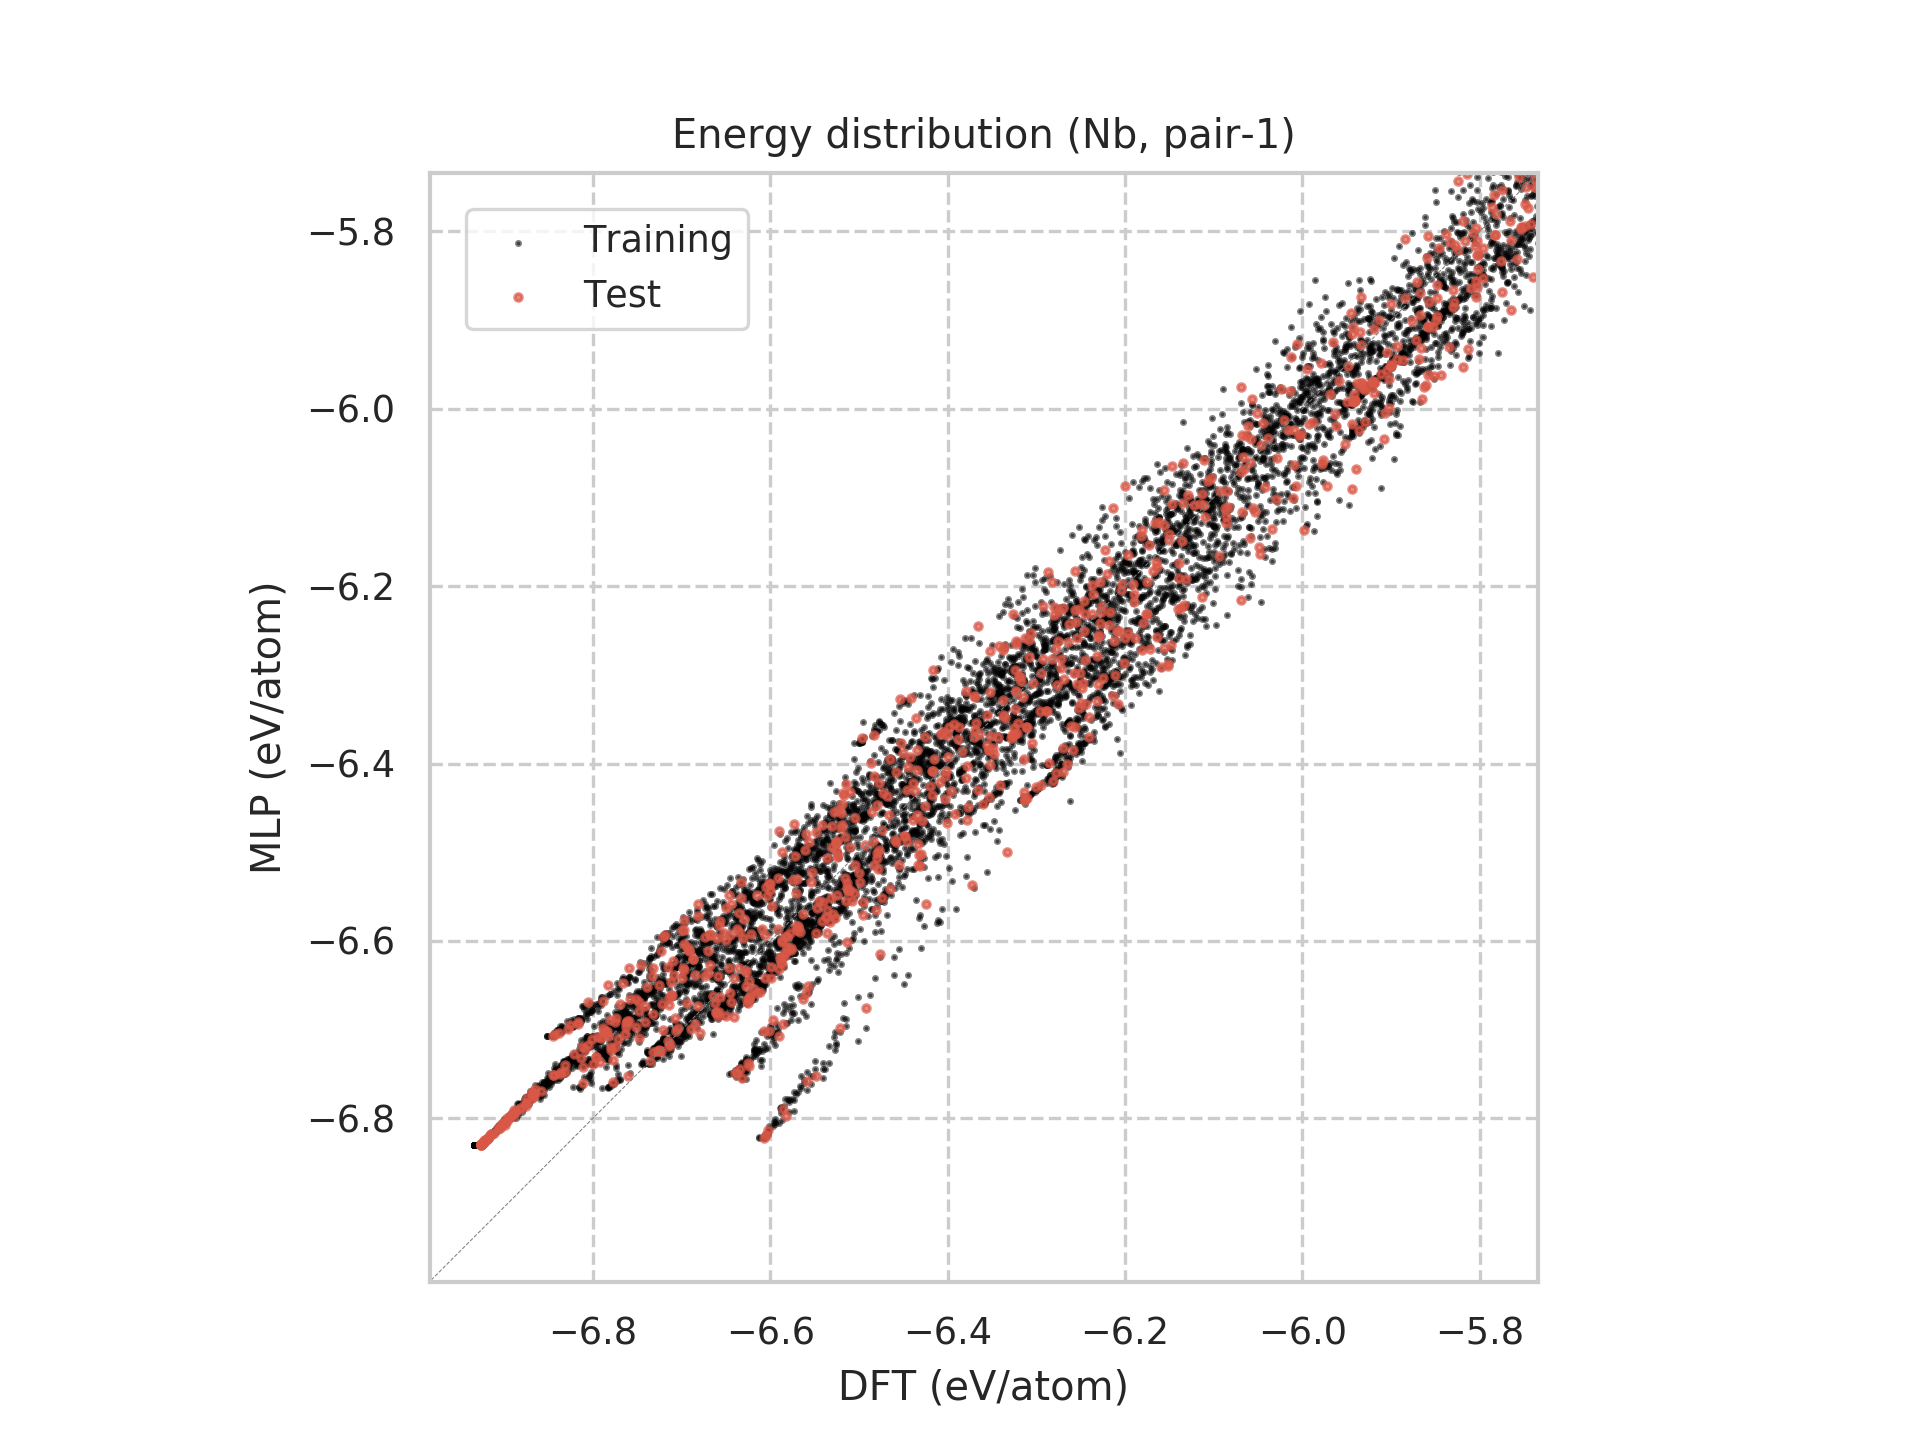 Energy distribution (Nb, pair-1)
Training
Test
−5.8
−6.0
−6.2
−6.4
−6.6
−6.8
MLP (eV/atom)
−6.8 −6.6 −6.4 −6.2 −6.0 −5.8
DFT (eV/atom)